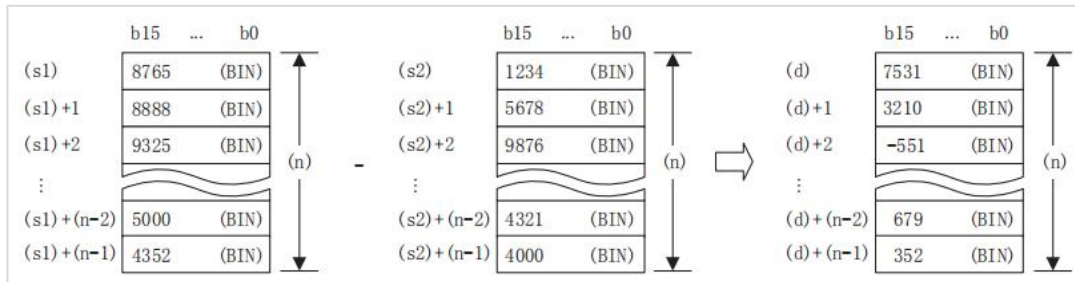 b15 ... b0 b15 ... b0 b15 ... b0
(s1) 8765 (BIN) (s2) 1234 (BIN) (d) 7531 (BIN)
(s1)+1 8888 (BIN) (s2)+1 5678 (BIN) (d)+1 3210 (BIN)
(s1)+2 9325 (BIN) (s2)+2 9876 (BIN) (d)+2 -551 (BIN)
(n) - (n) (n)
⋮ ⋮ ⋮
(s1)+(n-2) 5000 (BIN) (s2)+(n-2) 4321 (BIN) (d)+(n-2) 679 (BIN)
(s1)+(n-1) 4352 (BIN) (s2)+(n-1) 4000 (BIN) (d)+(n-1) 352 (BIN)